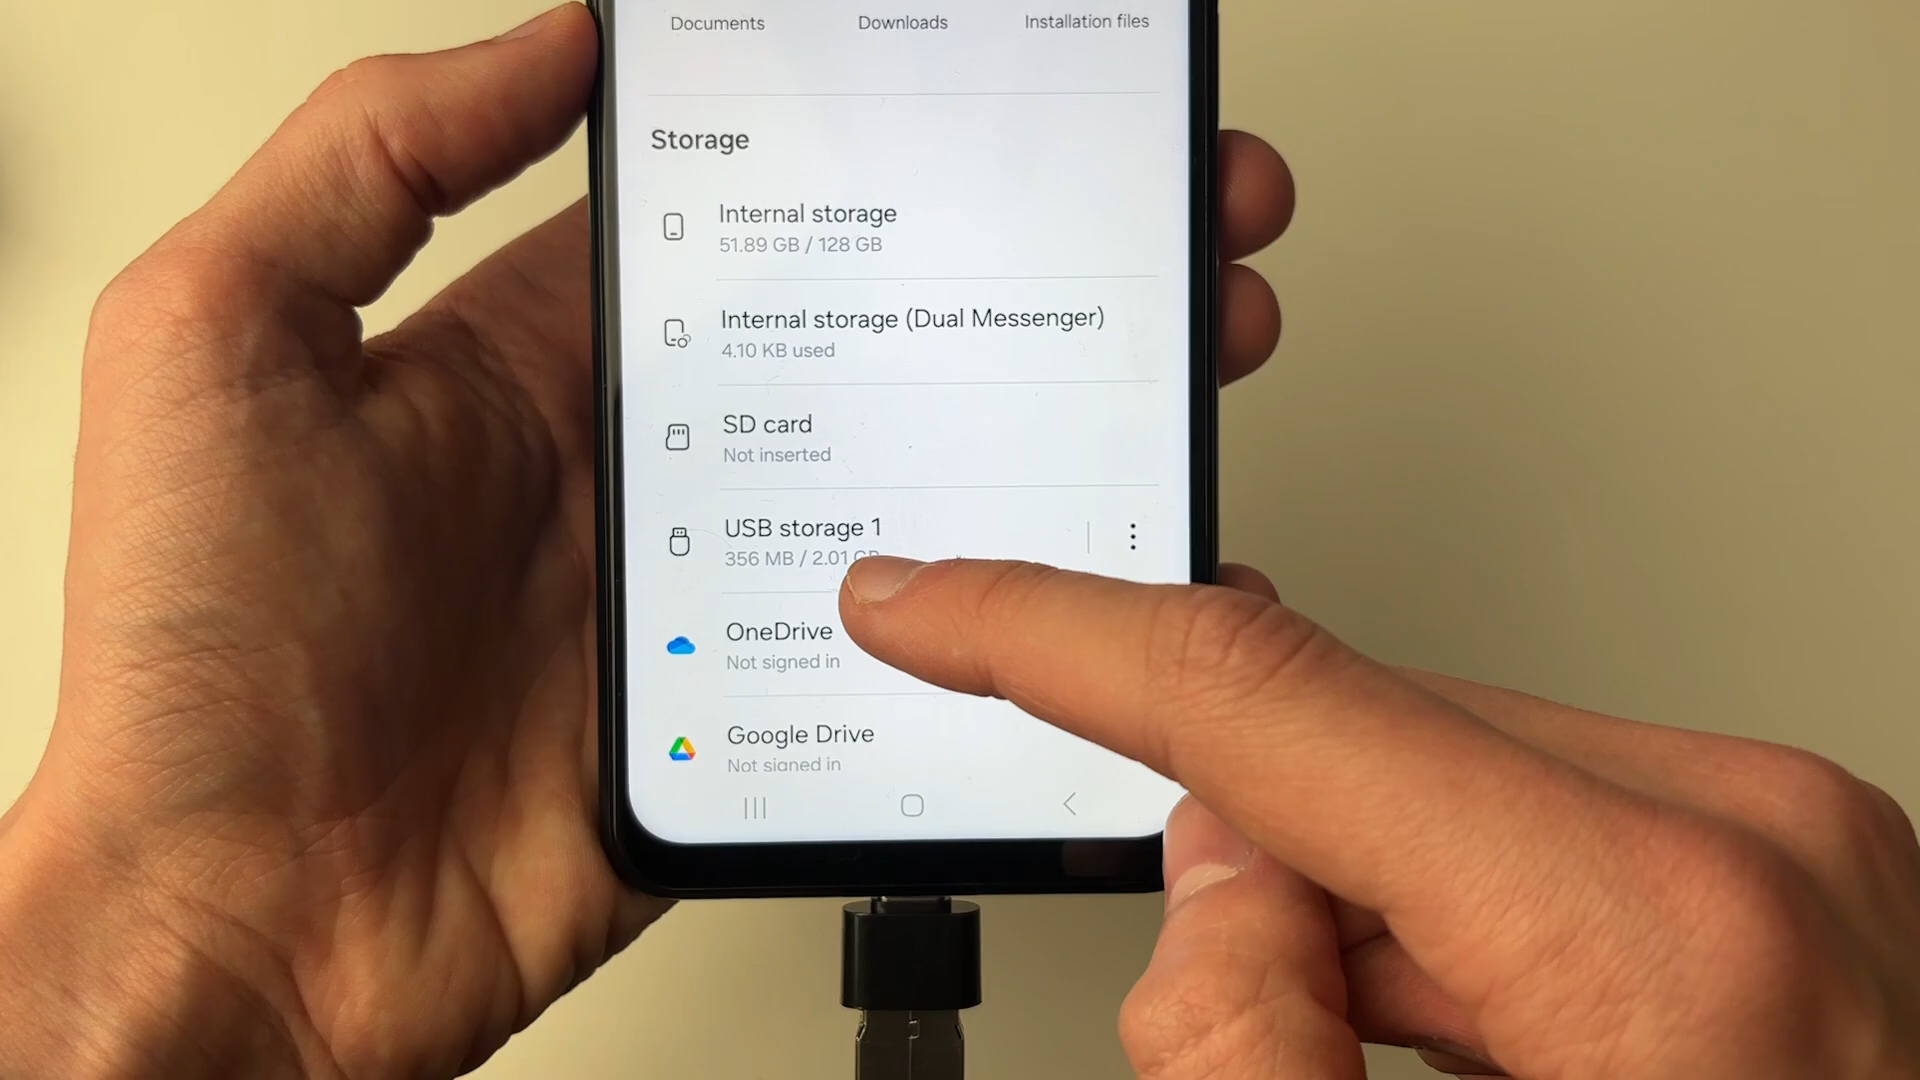 Documents Downloads Installation files
Storage
Internal storage
51.89 GB / 128 GB
Internal storage (Dual Messenger)
4.10 KB used
SD card
Not inserted
USB storage 1
356 MB / 2.01 GB
OneDrive
Not signed in
Google Drive
Not signed in